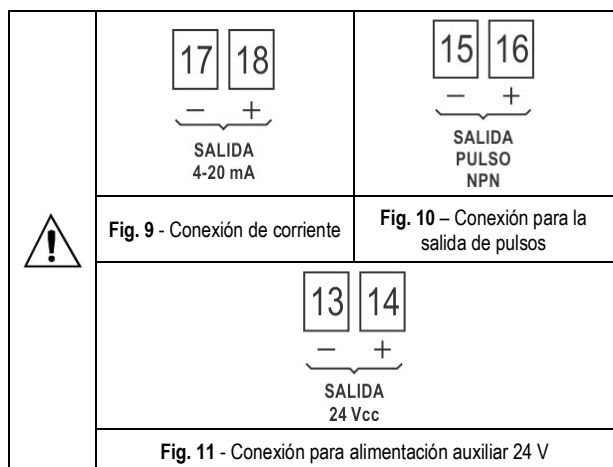 17 18
− +
SALIDA
4-20 mA
Fig. 9 - Conexión de corriente
15 16
− +
SALIDA
PULSO
NPN
Fig. 10 – Conexión para la
salida de pulsos
13 14
− +
SALIDA
24 Vcc
Fig. 11 - Conexión para alimentación auxiliar 24 V